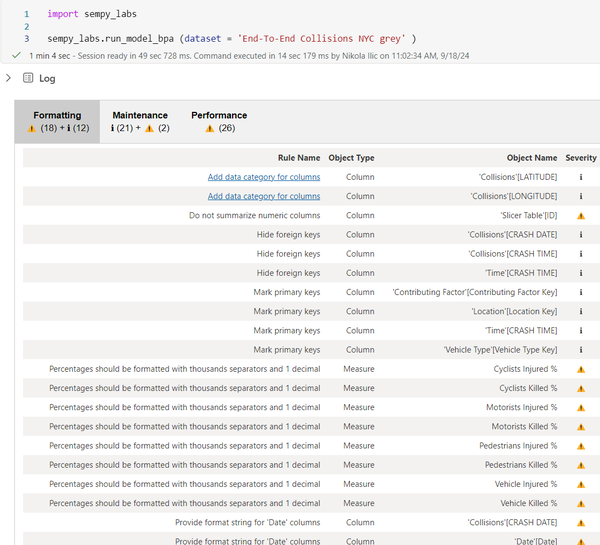 1 import sempy_labs
2
3 sempy_labs.run_model_bpa (dataset = 'End-To-End Collisions NYC grey' )
1 min 4 sec - Session ready in 49 sec 728 ms. Command executed in 14 sec 179 ms by Nikola Ilic on 11:02:34 AM, 9/18/24
Log
Formatting Maintenance Performance
(18) + ℹ (12) ℹ (21) + (2) (26)
Rule Name Object Type Object Name Severity
Add data category for columns Column 'Collisions'[LATITUDE] ℹ
Add data category for columns Column 'Collisions'[LONGITUDE] ℹ
Do not summarize numeric columns Column 'Slicer Table'[ID]
Hide foreign keys Column 'Collisions'[CRASH DATE] ℹ
Hide foreign keys Column 'Collisions'[CRASH TIME] ℹ
Hide foreign keys Column 'Time'[CRASH TIME] ℹ
Mark primary keys Column 'Contributing Factor'[Contributing Factor Key] ℹ
Mark primary keys Column 'Location'[Location Key] ℹ
Mark primary keys Column 'Time'[CRASH TIME] ℹ
Mark primary keys Column 'Vehicle Type'[Vehicle Type Key] ℹ
Percentages should be formatted with thousands separators and 1 decimal Measure Cyclists Injured %
Percentages should be formatted with thousands separators and 1 decimal Measure Cyclists Killed %
Percentages should be formatted with thousands separators and 1 decimal Measure Motorists Injured %
Percentages should be formatted with thousands separators and 1 decimal Measure Motorists Killed %
Percentages should be formatted with thousands separators and 1 decimal Measure Pedestrians Injured %
Percentages should be formatted with thousands separators and 1 decimal Measure Pedestrians Killed %
Percentages should be formatted with thousands separators and 1 decimal Measure Vehicle Injured %
Percentages should be formatted with thousands separators and 1 decimal Measure Vehicle Killed %
Provide format string for 'Date' columns Column 'Collisions'[CRASH DATE]
Provide format string for 'Date' columns Column 'Date'[Date]